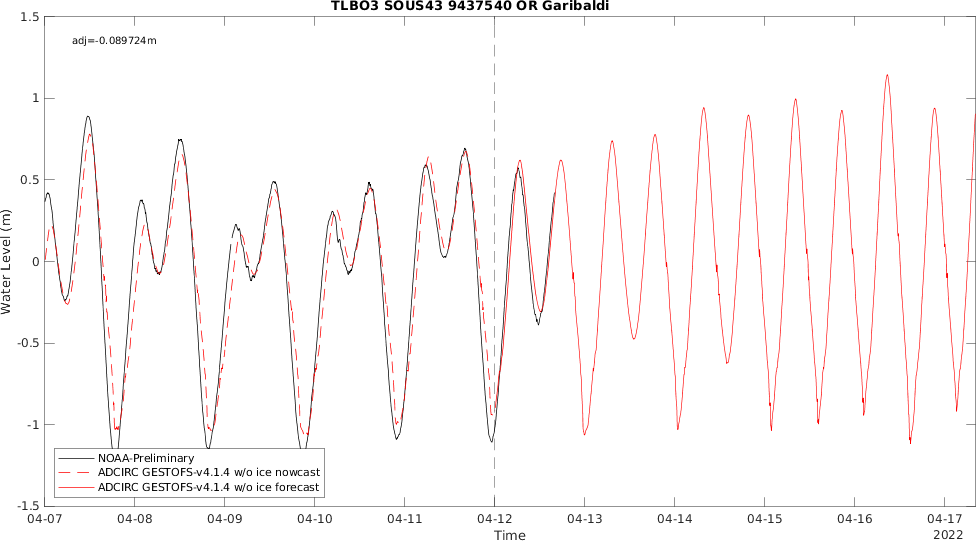 TLBO3 SOUS43 9437540 OR Garibaldi
adj=-0.089724m
1.5
1
0.5
0
-0.5
-1
-1.5
Water Level (m)
NOAA-Preliminary
ADCIRC GESTOFS-v4.1.4 w/o ice nowcast
ADCIRC GESTOFS-v4.1.4 w/o ice forecast
04-07 04-08 04-09 04-10 04-11 04-12 04-13 04-14 04-15 04-16 04-17
Time
2022